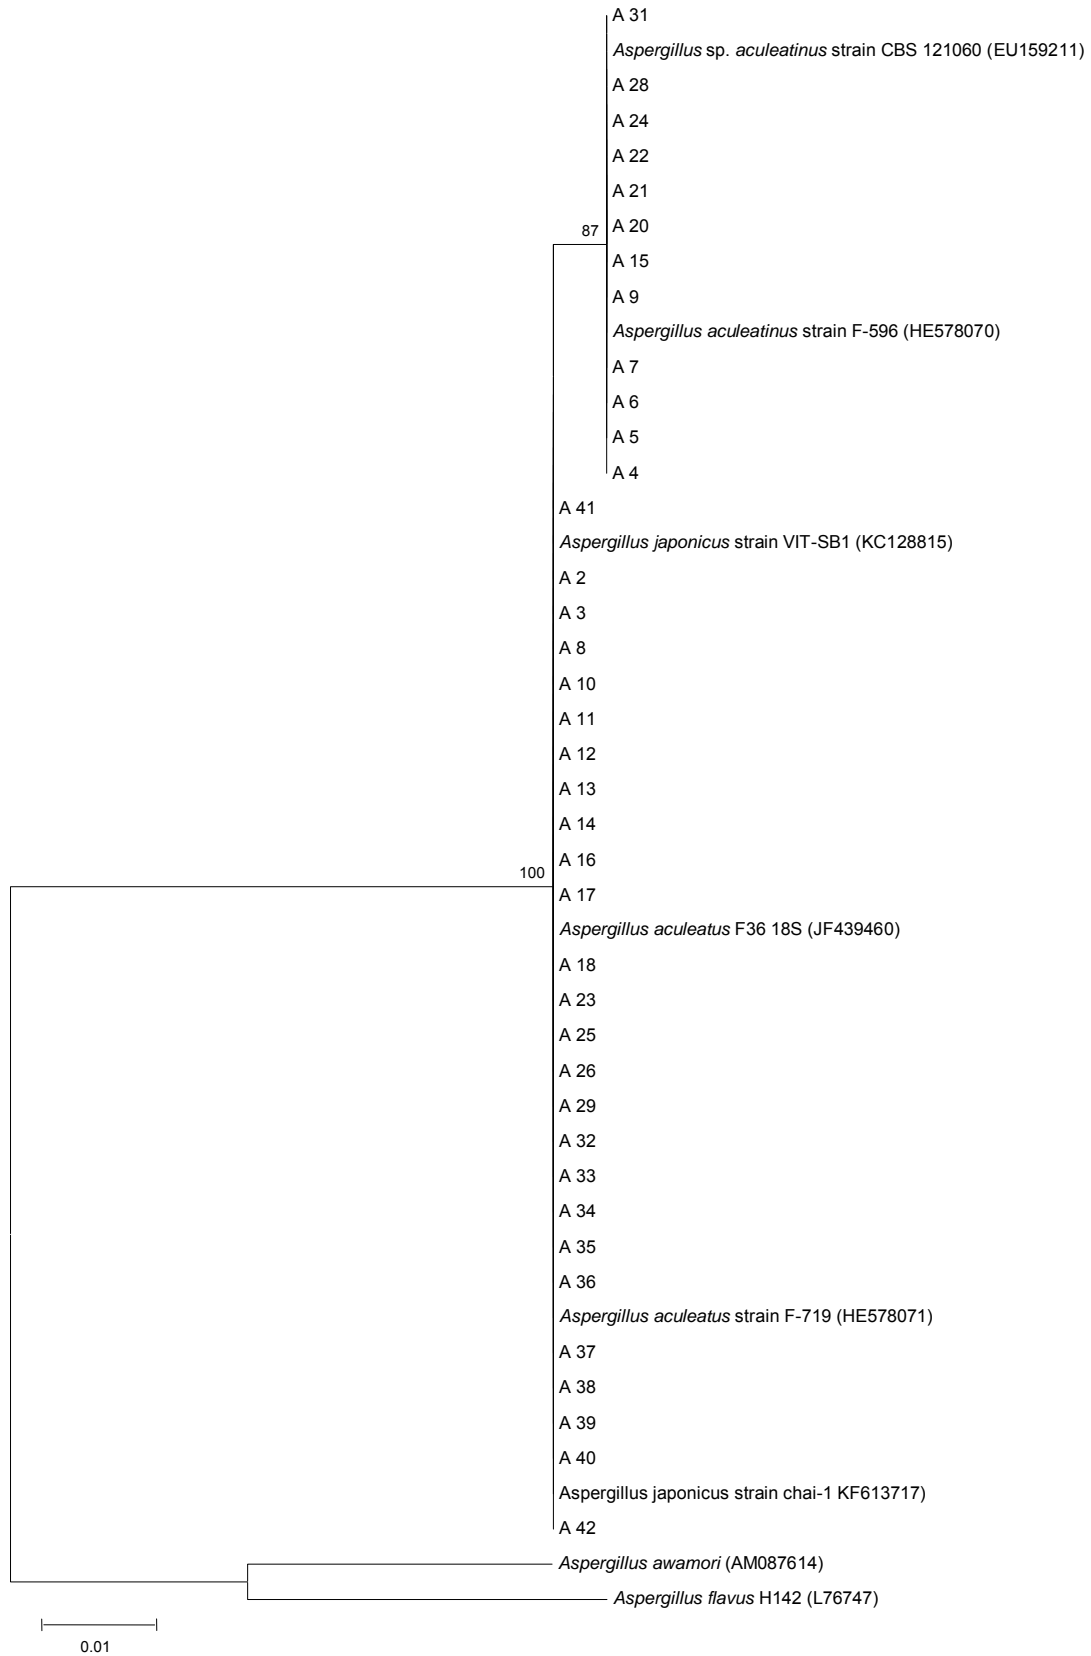 A 31
Aspergillus sp. aculeatinus strain CBS 121060 (EU159211)
A 28
A 24
A 22
A 21
87
A 20
A 15
A 9
Aspergillus aculeatinus strain F-596 (HE578070)
A 7
A 6
A 5
A 4
A 41
Aspergillus japonicus strain VIT-SB1 (KC128815)
A 2
A 3
A 8
A 10
A 11
A 12
A 13
A 14
A 16
100
A 17
Aspergillus aculeatus F36 18S (JF439460)
A 18
A 23
A 25
A 26
A 29
A 32
A 33
A 34
A 35
A 36
Aspergillus aculeatus strain F-719 (HE578071)
A 37
A 38
A 39
A 40
Aspergillus japonicus strain chai-1 KF613717)
A 42
Aspergillus awamori (AM087614)
Aspergillus flavus H142 (L76747)
0.01